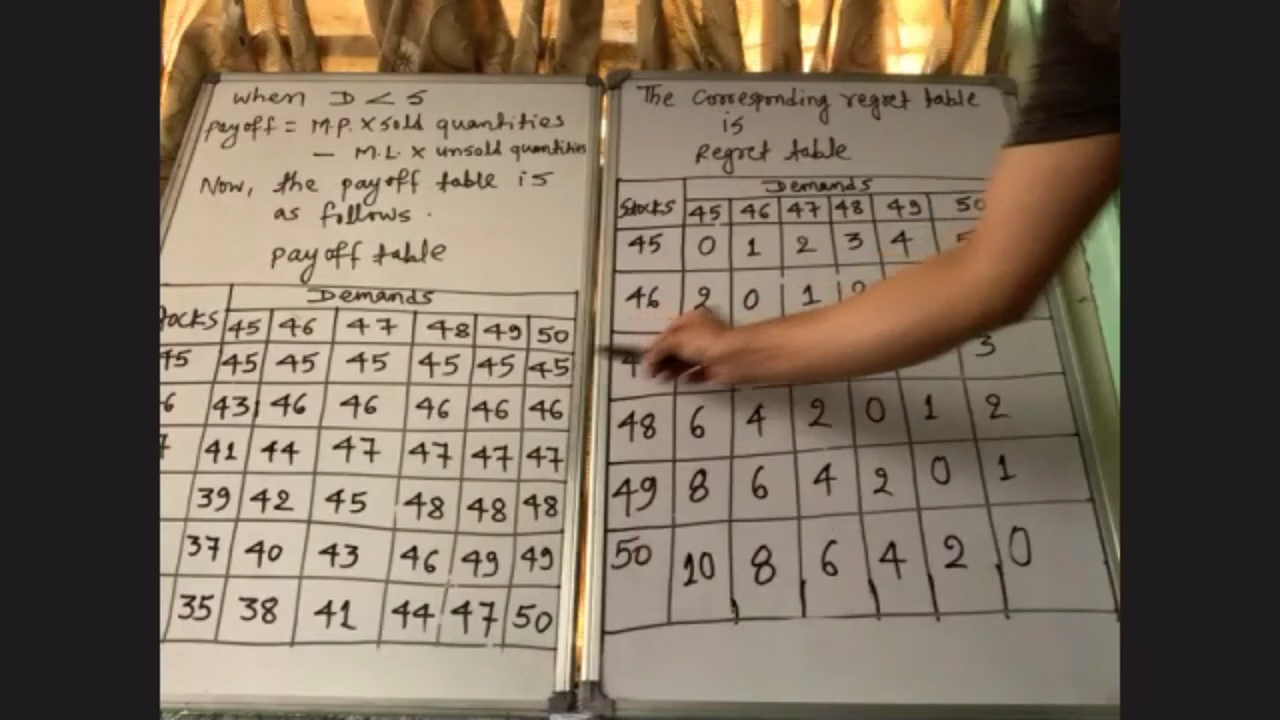 when D < S
payoff = M.P. X sold quantities
— M.L. X unsold quantities
Now, the payoff table is
as follows.
payoff table
Demands
tocks 45 46 47 48 49 50
45 45 45 45 45 45 45
6 43 46 46 46 46 46
7 41 44 47 47 47 47
39 42 45 48 48 48
37 40 43 46 49 49
35 38 41 44 47 50
The corresponding regret table
is
Regret table
Demands
Stocks 45 46 47 48 49 50
45 0 1 2 3 4
46 2 0 1
4 3
48 6 4 2 0 1 2
49 8 6 4 2 0 1
50 10 8 6 4 2 0